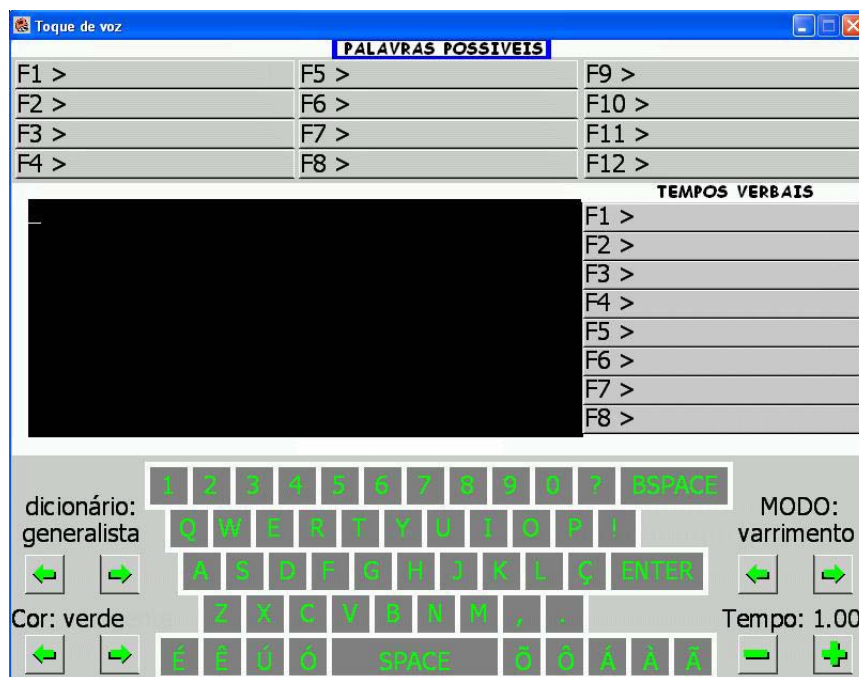 Toque de voz
PALAVRAS POSSIVEIS
F1 > F5 > F9 >
F2 > F6 > F10 >
F3 > F7 > F11 >
F4 > F8 > F12 >
TEMPOS VERBAIS
F1 >
F2 >
F3 >
F4 >
F5 >
F6 >
F7 >
F8 >
1 2 3 4 5 6 7 8 9 0 ? BSPACE
dicionário:
generalista
MODO:
varrimento
Q W E R T Y U I O P !
A S D F G H J K L Ç ENTER
Cor: verde
Z X C V B N M , .
Tempo: 1.00
É Ê Ú Ó SPACE Õ Ô Á À Ã